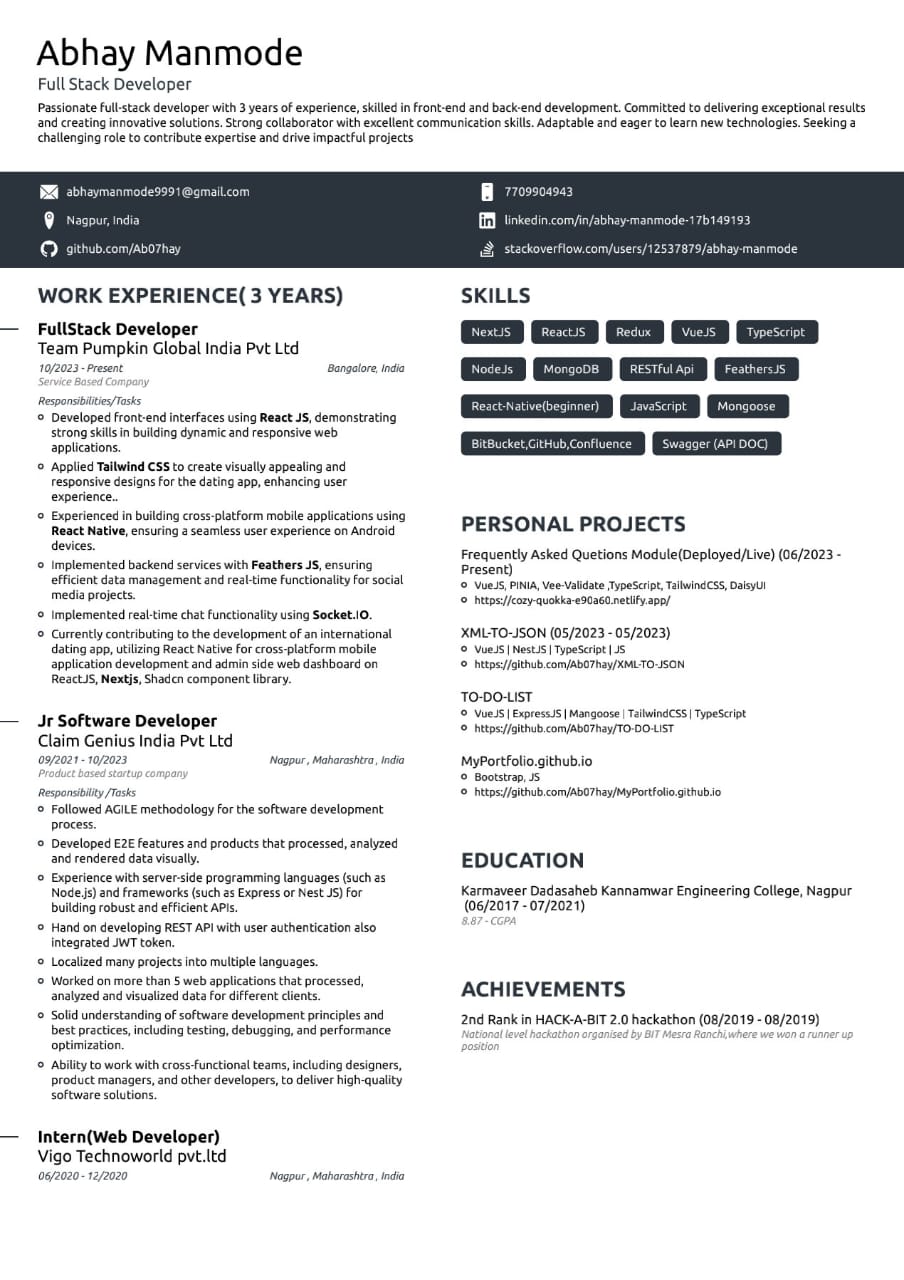 Abhay Manmode
Full Stack Developer
Passionate full-stack developer with 3 years of experience, skilled in front-end and back-end development. Committed to delivering exceptional results
and creating innovative solutions. Strong collaborator with excellent communication skills. Adaptable and eager to learn new technologies. Seeking a
challenging role to contribute expertise and drive impactful projects
abhaymanmode9991@gmail.com
7709904943
Nagpur, India
linkedin.com/in/abhay-manmode-17b149193
github.com/Ab07hay
stackoverflow.com/users/12537879/abhay-manmode
WORK EXPERIENCE( 3 YEARS)
FullStack Developer
Team Pumpkin Global India Pvt Ltd
10/2023 - Present Bangalore, India
Service Based Company
Responsibilities/Tasks
Developed front-end interfaces using React JS, demonstrating
strong skills in building dynamic and responsive web
applications.
Applied Tailwind CSS to create visually appealing and
responsive designs for the dating app, enhancing user
experience..
Experienced in building cross-platform mobile applications using
React Native, ensuring a seamless user experience on Android
devices.
Implemented backend services with Feathers JS, ensuring
efficient data management and real-time functionality for social
media projects.
Implemented real-time chat functionality using Socket.IO.
Currently contributing to the development of an international
dating app, utilizing React Native for cross-platform mobile
application development and admin side web dashboard on
ReactJS, Nextjs, Shadcn component library.
Jr Software Developer
Claim Genius India Pvt Ltd
09/2021 - 10/2023 Nagpur , Maharashtra , India
Product based startup company
Responsibility /Tasks
Followed AGILE methodology for the software development
process.
Developed E2E features and products that processed, analyzed
and rendered data visually.
Experience with server-side programming languages (such as
Node.js) and frameworks (such as Express or Nest JS) for
building robust and efficient APIs.
Hand on developing REST API with user authentication also
integrated JWT token.
Localized many projects into multiple languages.
Worked on more than 5 web applications that processed,
analyzed and visualized data for different clients.
Solid understanding of software development principles and
best practices, including testing, debugging, and performance
optimization.
Ability to work with cross-functional teams, including designers,
product managers, and other developers, to deliver high-quality
software solutions.
Intern(Web Developer)
Vigo Technoworld pvt.ltd
06/2020 - 12/2020 Nagpur , Maharashtra , India
SKILLS
NextJS ReactJS Redux VueJS TypeScript
NodeJs MongoDB RESTful Api FeathersJS
React-Native(beginner) JavaScript Mongoose
BitBucket,GitHub,Confluence Swagger (API DOC)
PERSONAL PROJECTS
Frequently Asked Quetions Module(Deployed/Live) (06/2023 -
Present)
VueJS, PINIA, Vee-Validate ,TypeScript, TailwindCSS, DaisyUI
https://cozy-quokka-e90a60.netlify.app/
XML-TO-JSON (05/2023 - 05/2023)
VueJS | NestJS | TypeScript | JS
https://github.com/Ab07hay/XML-TO-JSON
TO-DO-LIST
VueJS | ExpressJS | Mangoose | TailwindCSS | TypeScript
https://github.com/Ab07hay/TO-DO-LIST
MyPortfolio.github.io
Bootstrap, JS
https://github.com/Ab07hay/MyPortfolio.github.io
EDUCATION
Karmaveer Dadasaheb Kannamwar Engineering College, Nagpur
(06/2017 - 07/2021)
8.87 - CGPA
ACHIEVEMENTS
2nd Rank in HACK-A-BIT 2.0 hackathon (08/2019 - 08/2019)
National level hackathon organised by BIT Mesra Ranchi,where we won a runner up
position